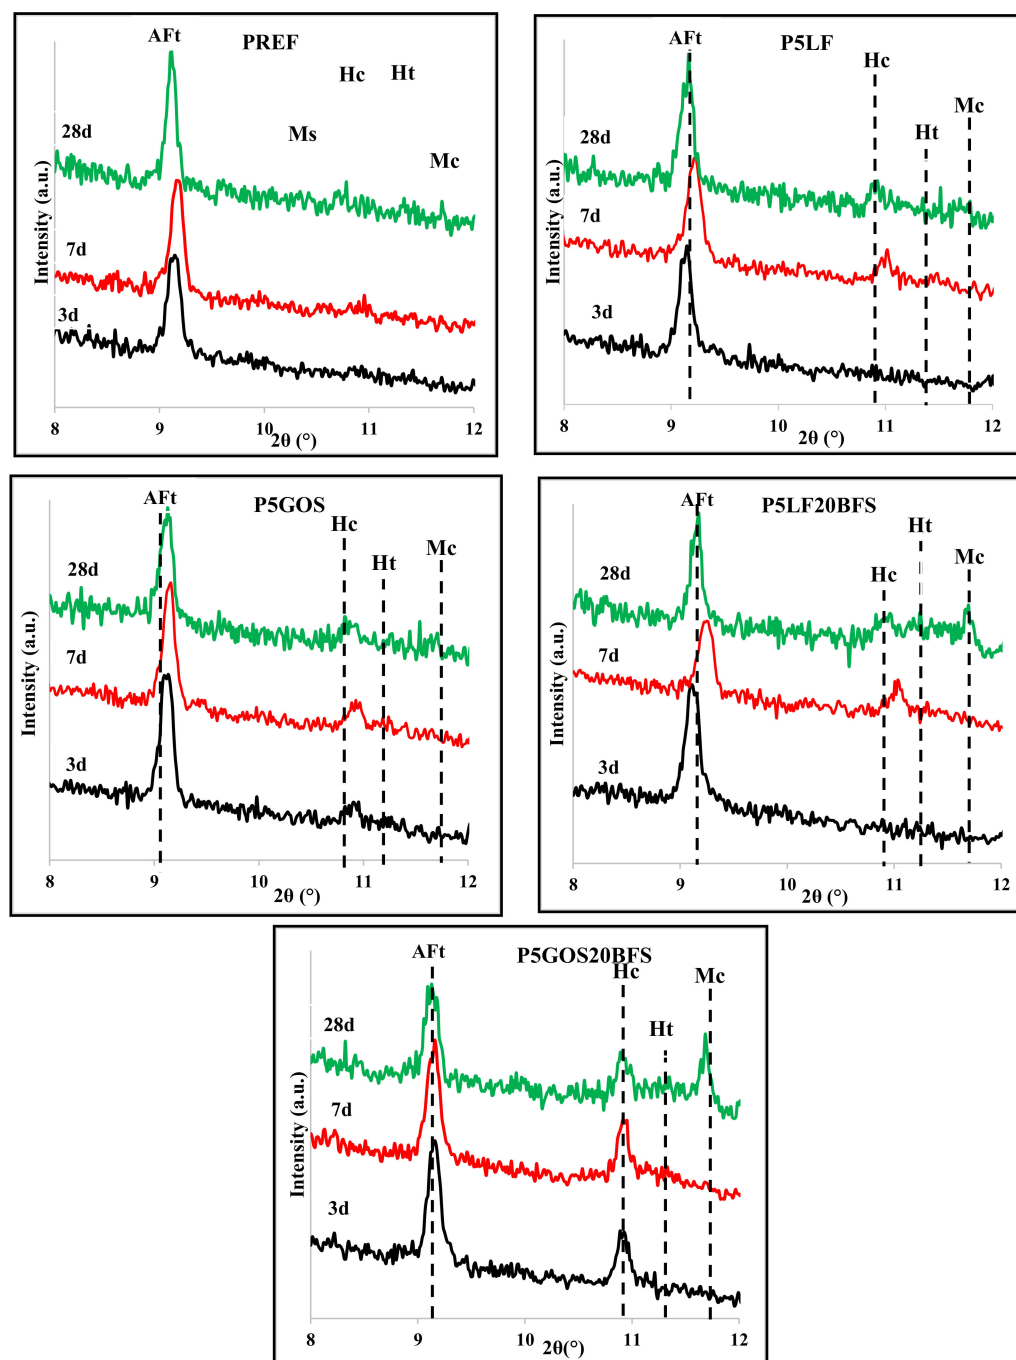 PREF
AFt
Hc Ht
Ms
Mc
28d
7d
3d
Intensity (a.u.)
8 9 10 11 12
2θ (°)
P5LF
AFt
Hc
Mc
Ht
28d
7d
3d
Intensity (a.u.)
8 9 10 11 12
2θ (°)
P5GOS
AFt
Hc
Mc
Ht
28d
7d
3d
Intensity (a.u.)
8 9 10 11 12
2θ (°)
P5LF20BFS
AFt
Ht
Mc
Hc
28d
7d
3d
Intensity (a.u.)
8 9 10 11 12
2θ (°)
P5GOS20BFS
AFt
Hc Mc
Ht
28d
7d
3d
Intensity (a.u.)
8 9 10 11 12
2θ(°)